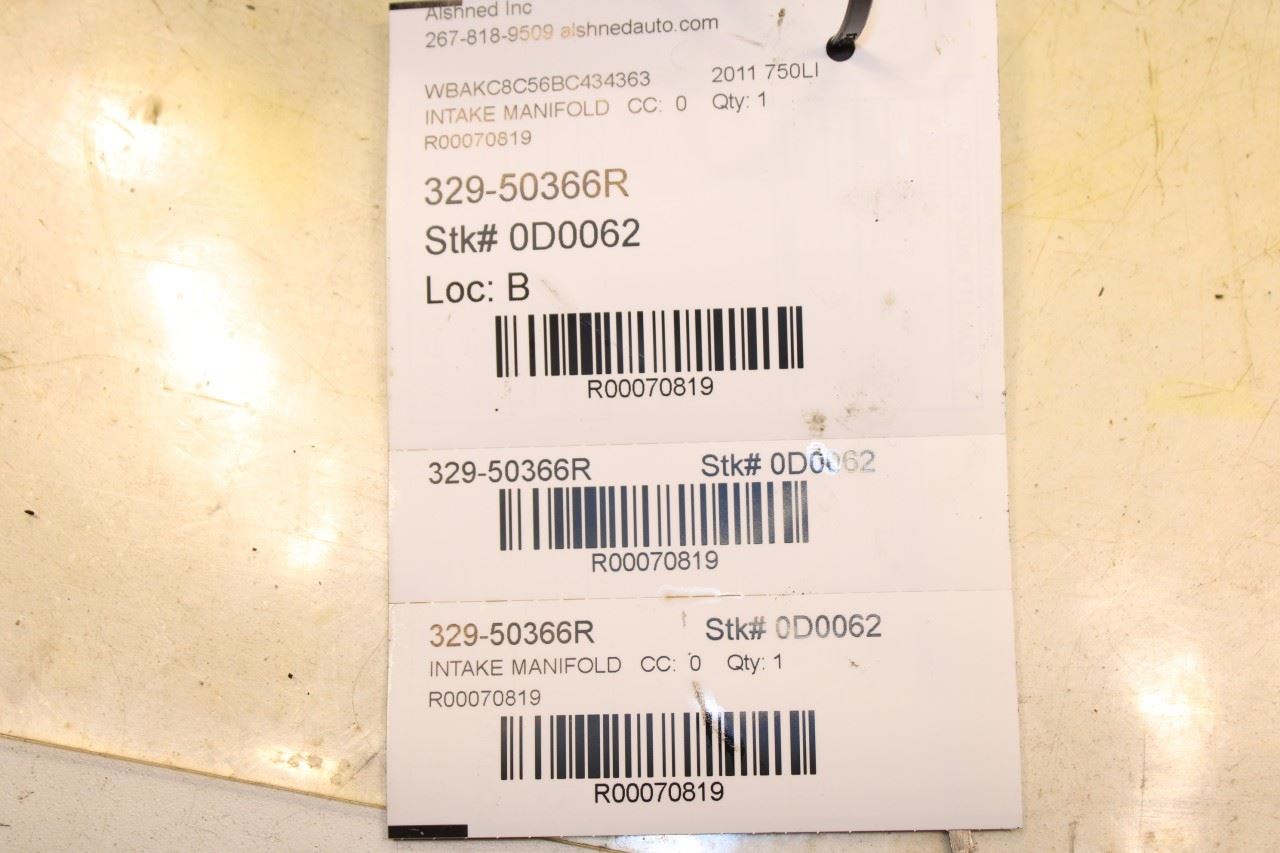 Alshned Inc
267-818-9509 alshnedauto.com
WBAKC8C56BC434363 2011 750LI
INTAKE MANIFOLD CC: 0 Qty: 1
R00070819
329-50366R
Stk# 0D0062
Loc: B
R00070819
329-50366R Stk# 0D0062
R00070819
329-50366R Stk# 0D0062
INTAKE MANIFOLD CC: 0 Qty: 1
R00070819
R00070819